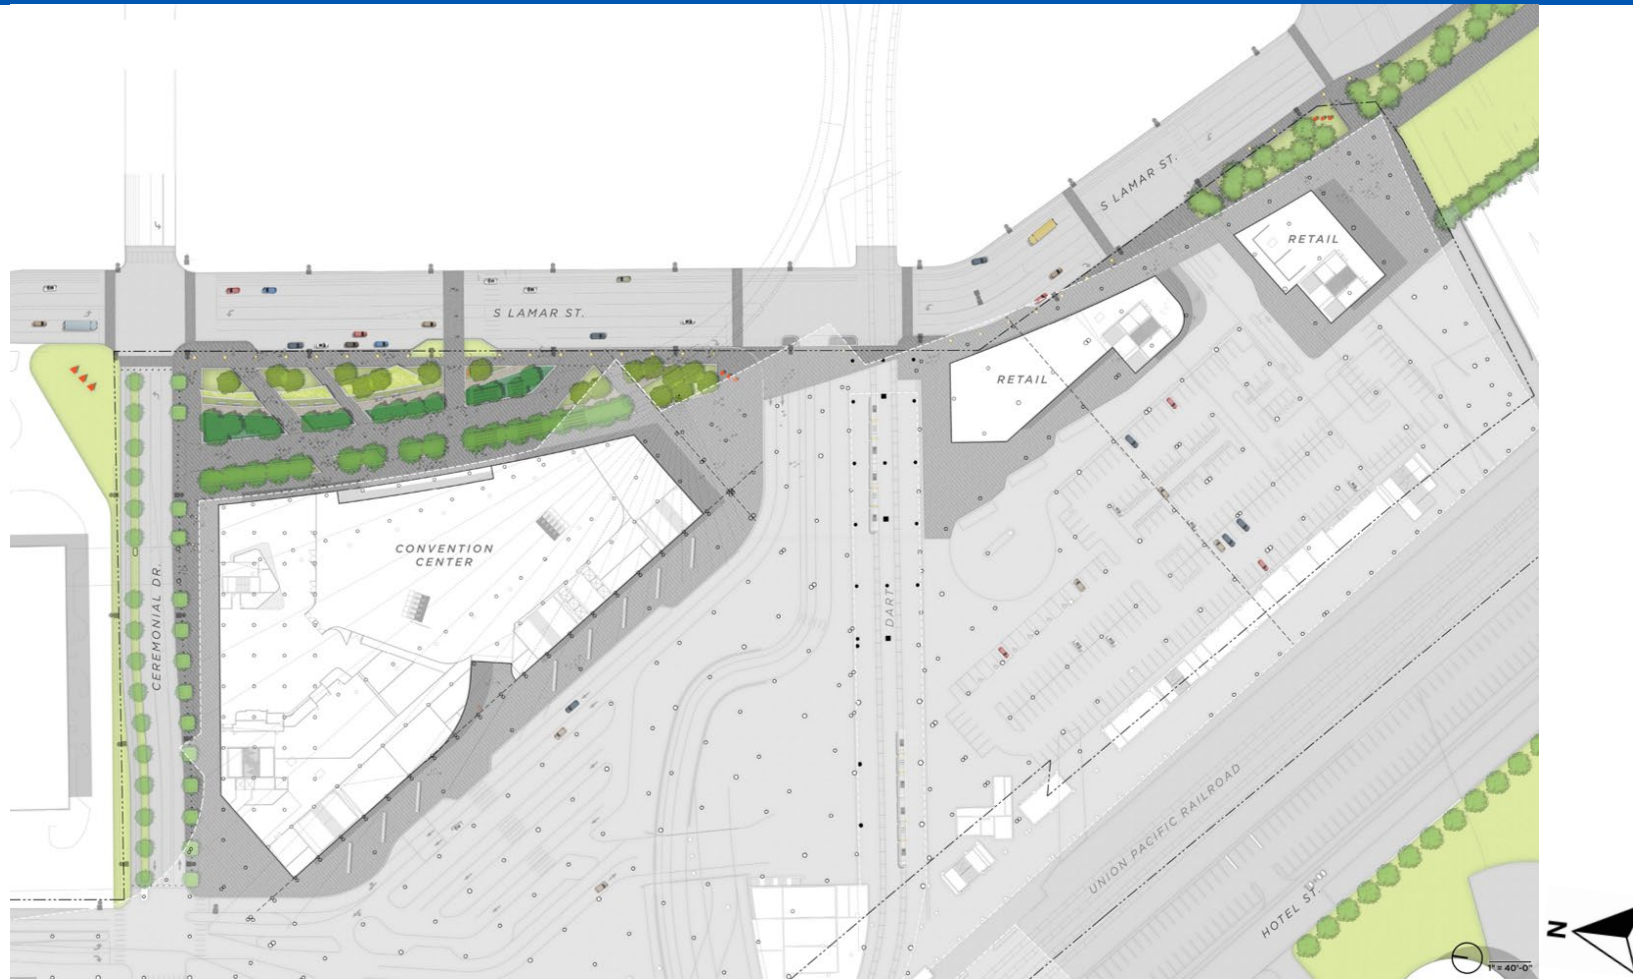 S LAMAR ST.
RETAIL
S LAMAR ST.
RETAIL
CONVENTION
CENTER
CEREMONIAL DR.
DART
UNION PACIFIC RAILROAD
HOTEL ST.
N
1" = 40'-0"